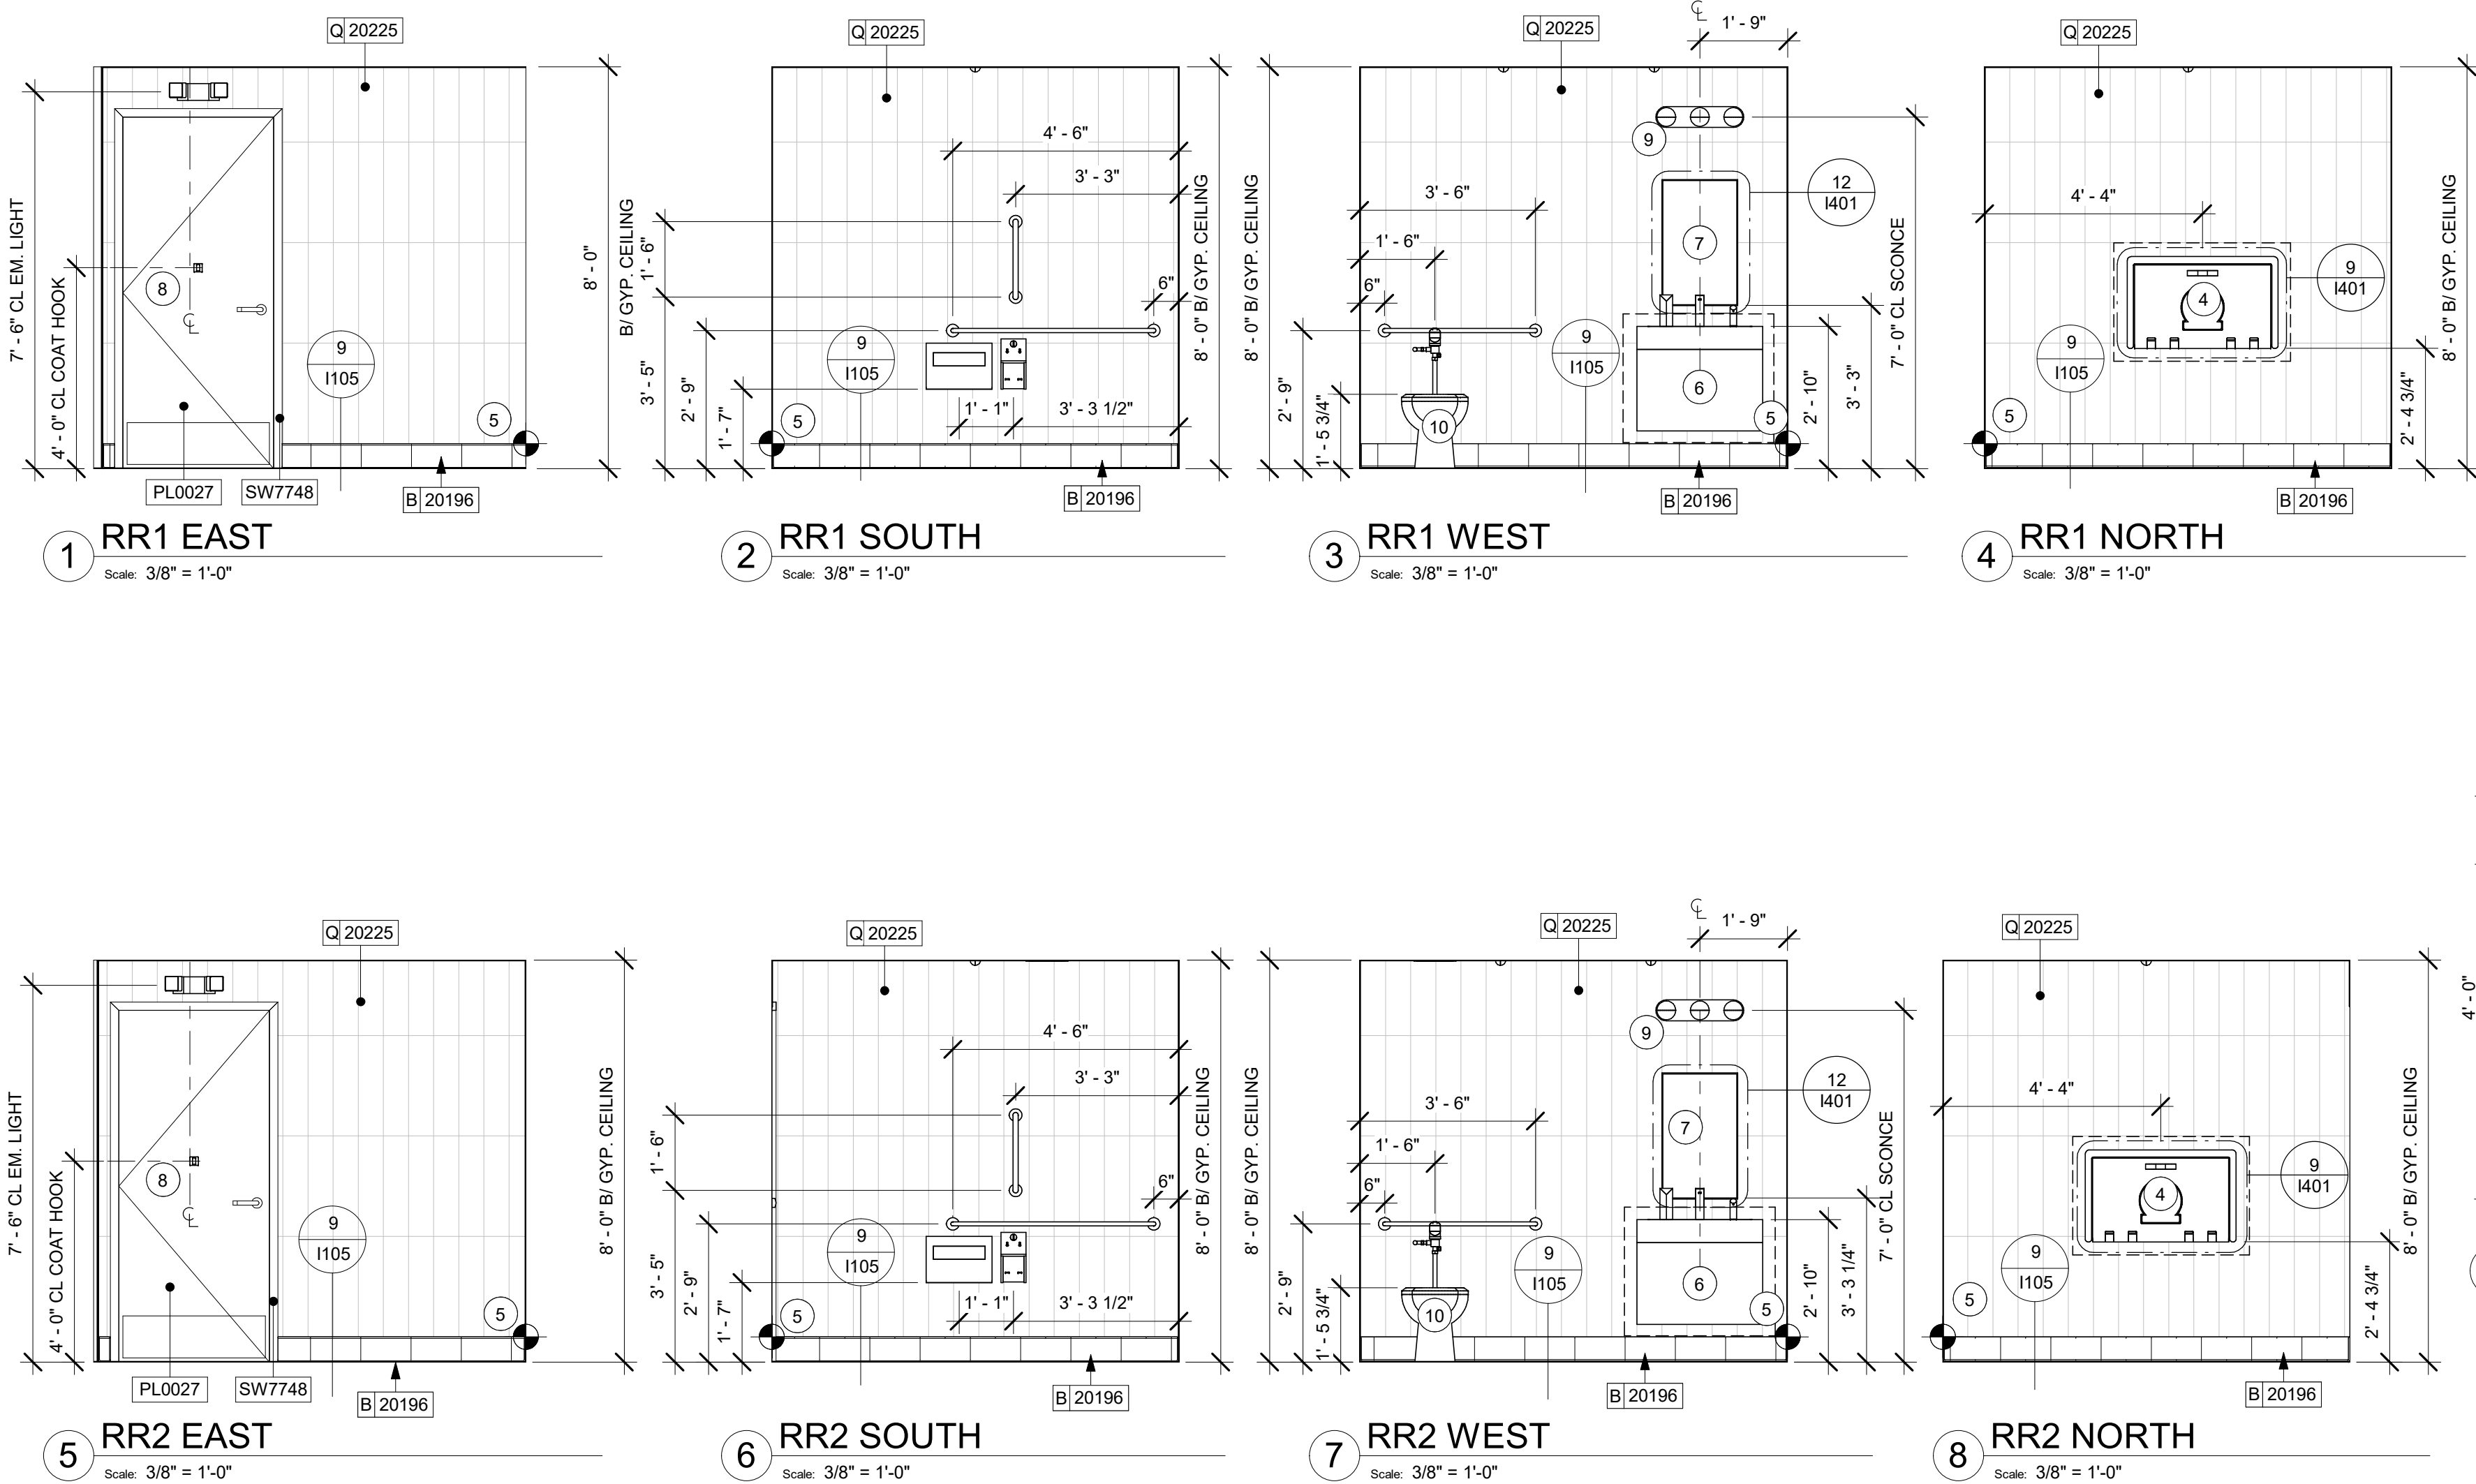 Q 20225
7' - 6" CL EM. LIGHT
4' - 0" CL COAT HOOK
8
℄
9
I105
5
8' - 0"
B/ GYP. CEILING
PL0027
SW7748
B 20196
1 RR1 EAST
Scale: 3/8" = 1'-0"
Q 20225
4' - 6"
3' - 3"
1' - 6"
6"
3' - 5"
2' - 9"
1' - 7"
9
I105
5
1' - 1"
3' - 3 1/2"
8' - 0" B/ GYP. CEILING
B 20196
2 RR1 SOUTH
Scale: 3/8" = 1'-0"
Q 20225
℄
1' - 9"
8' - 0" B/ GYP. CEILING
9
12
I401
3' - 6"
1' - 6"
6"
7
9
I105
6
5
10
2' - 9"
1' - 5 3/4"
2' - 10"
3' - 3"
7' - 0" CL SCONCE
B 20196
3 RR1 WEST
Scale: 3/8" = 1'-0"
Q 20225
4' - 4"
4
9
I401
9
I105
5
2' - 4 3/4"
8' - 0" B/ GYP. CEILING
B 20196
4 RR1 NORTH
Scale: 3/8" = 1'-0"
Q 20225
7' - 6" CL EM. LIGHT
4' - 0" CL COAT HOOK
8
℄
9
I105
5
8' - 0" B/ GYP. CEILING
PL0027
SW7748
B 20196
5 RR2 EAST
Scale: 3/8" = 1'-0"
Q 20225
4' - 6"
3' - 3"
1' - 6"
6"
3' - 5"
2' - 9"
1' - 7"
9
I105
5
1' - 1"
3' - 3 1/2"
8' - 0" B/ GYP. CEILING
B 20196
6 RR2 SOUTH
Scale: 3/8" = 1'-0"
Q 20225
℄
1' - 9"
8' - 0" B/ GYP. CEILING
9
12
I401
3' - 6"
1' - 6"
6"
7
9
I105
6
5
10
2' - 9"
1' - 5 3/4"
2' - 10"
3' - 3 1/4"
7' - 0" CL SCONCE
B 20196
7 RR2 WEST
Scale: 3/8" = 1'-0"
Q 20225
4' - 4"
4
9
I401
9
I105
5
2' - 4 3/4"
8' - 0" B/ GYP. CEILING
B 20196
8 RR2 NORTH
Scale: 3/8" = 1'-0"
4' - 0"